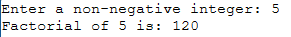 Enter a non-negative integer: 5
Factorial of 5 is: 120